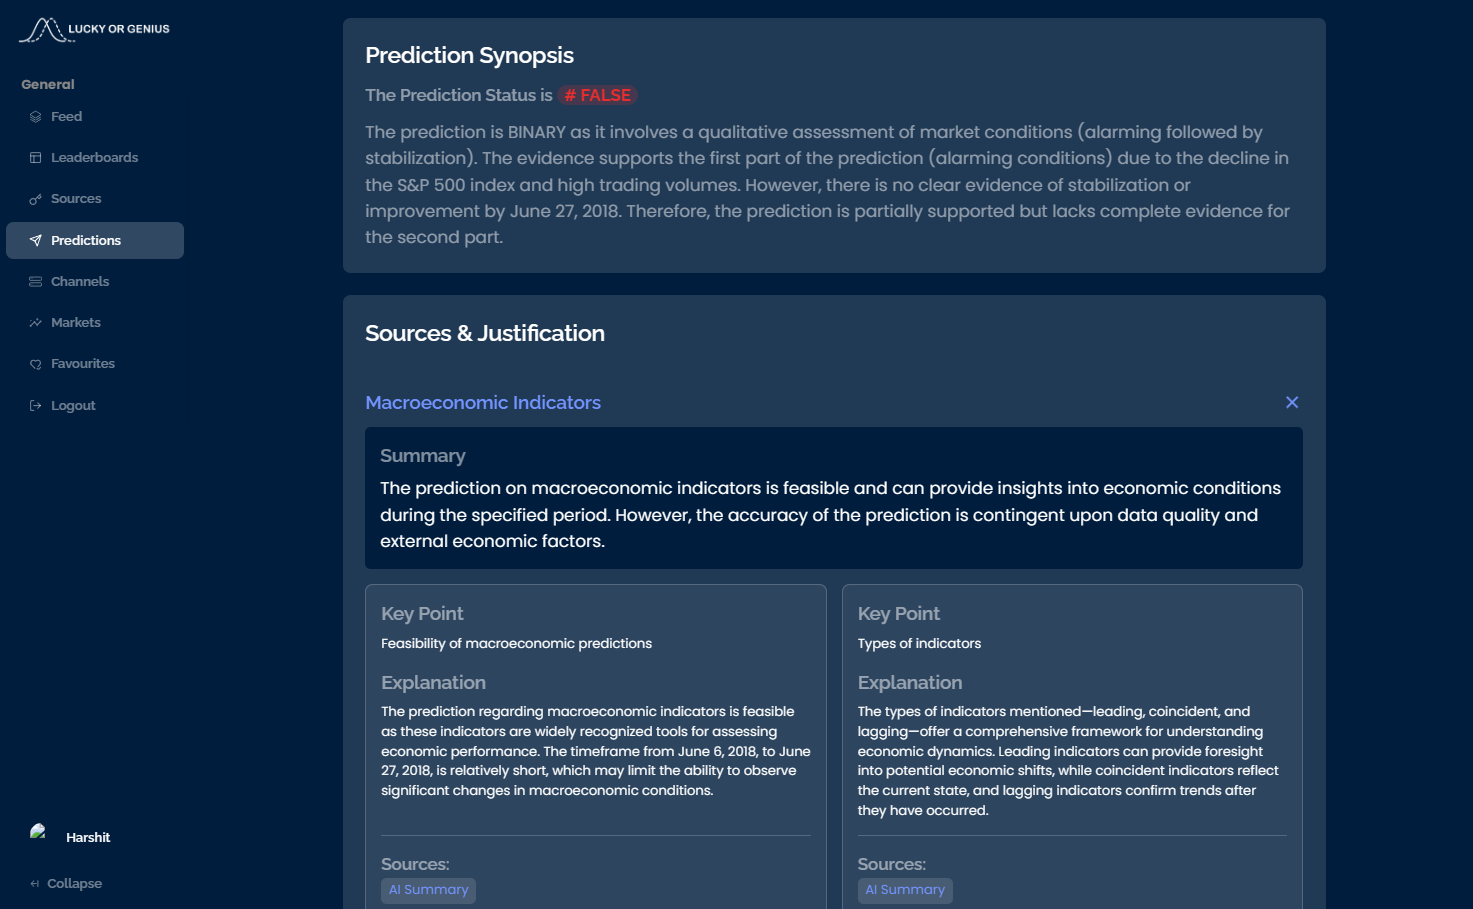 LUCKY OR GENIUS
General
Feed
Leaderboards
Sources
Predictions
Channels
Markets
Favourites
Logout
Harshit
Collapse
Prediction Synopsis
The Prediction Status is # FALSE
The prediction is BINARY as it involves a qualitative assessment of market conditions (alarming followed by
stabilization). The evidence supports the first part of the prediction (alarming conditions) due to the decline in
the S&P 500 index and high trading volumes. However, there is no clear evidence of stabilization or
improvement by June 27, 2018. Therefore, the prediction is partially supported but lacks complete evidence for
the second part.
Sources & Justification
Macroeconomic Indicators
Summary
The prediction on macroeconomic indicators is feasible and can provide insights into economic conditions
during the specified period. However, the accuracy of the prediction is contingent upon data quality and
external economic factors.
Key Point
Feasibility of macroeconomic predictions
Explanation
The prediction regarding macroeconomic indicators is feasible
as these indicators are widely recognized tools for assessing
economic performance. The timeframe from June 6, 2018, to June
27, 2018, is relatively short, which may limit the ability to observe
significant changes in macroeconomic conditions.
Sources:
AI Summary
Key Point
Types of indicators
Explanation
The types of indicators mentioned—leading, coincident, and
lagging—offer a comprehensive framework for understanding
economic dynamics. Leading indicators can provide foresight
into potential economic shifts, while coincident indicators reflect
the current state, and lagging indicators confirm trends after
they have occurred.
Sources:
AI Summary